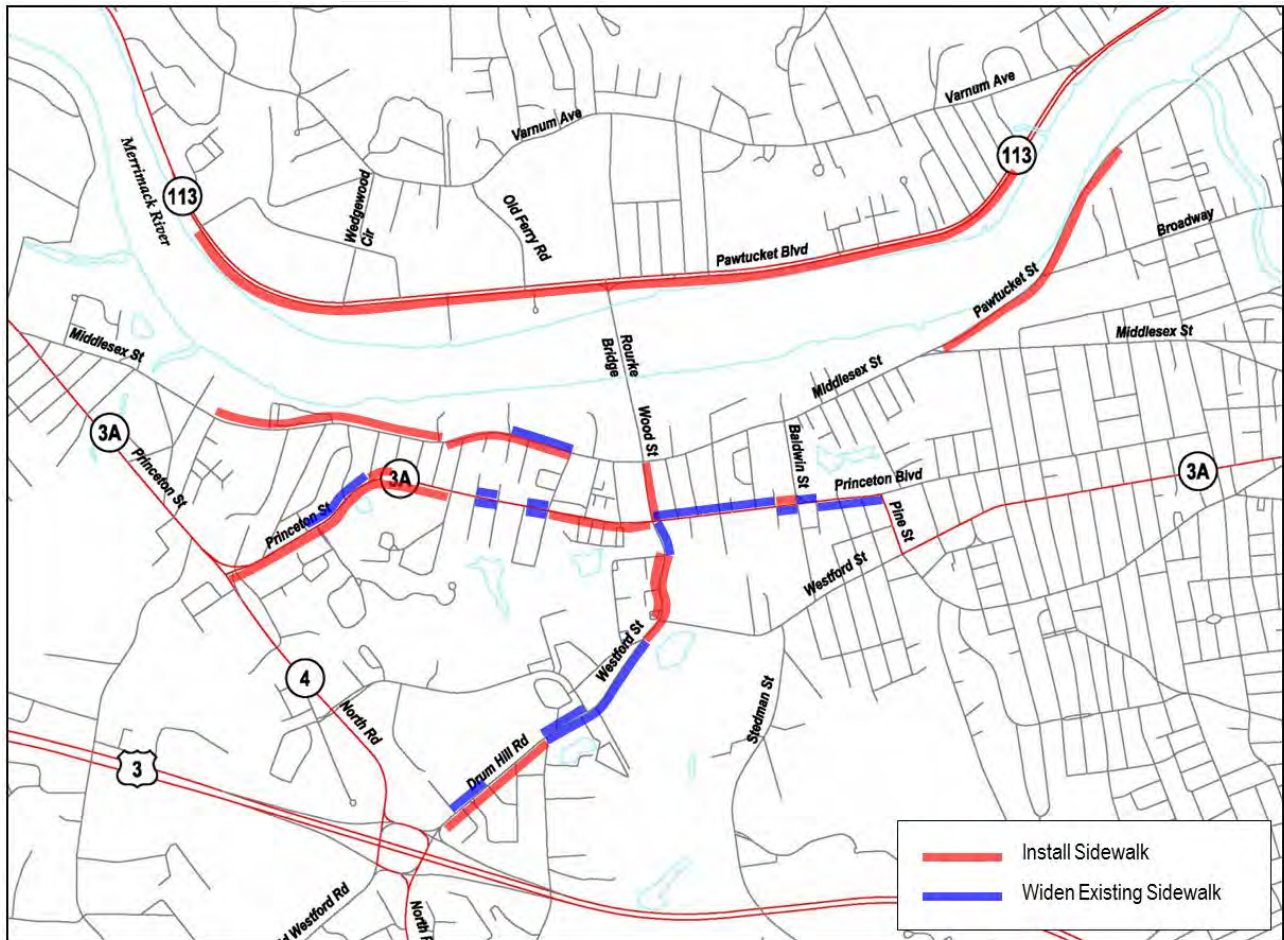 Varnum Ave
Varnum Ave
113
Merrimack River
113
Wedgewood
Cir
Old Ferry Rd
Pawtucket Blvd
Broadway
Pawtucket St
Middlesex St
Rourke
Bridge
Middlesex St
Middlesex St
3A
Princeton St
Wood St
Baldwin St
3A
Princeton Blvd
3A
Princeton St
Pine St
Westford St
Westford St
4
North Rd
Stedman St
Drum Hill Rd
3
Westford Rd
North
Install Sidewalk
Widen Existing Sidewalk